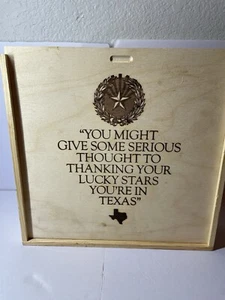 “YOU MIGHT
GIVE SOME SERIOUS
THOUGHT TO
THANKING YOUR
LUCKY STARS
YOU'RE IN
TEXAS”